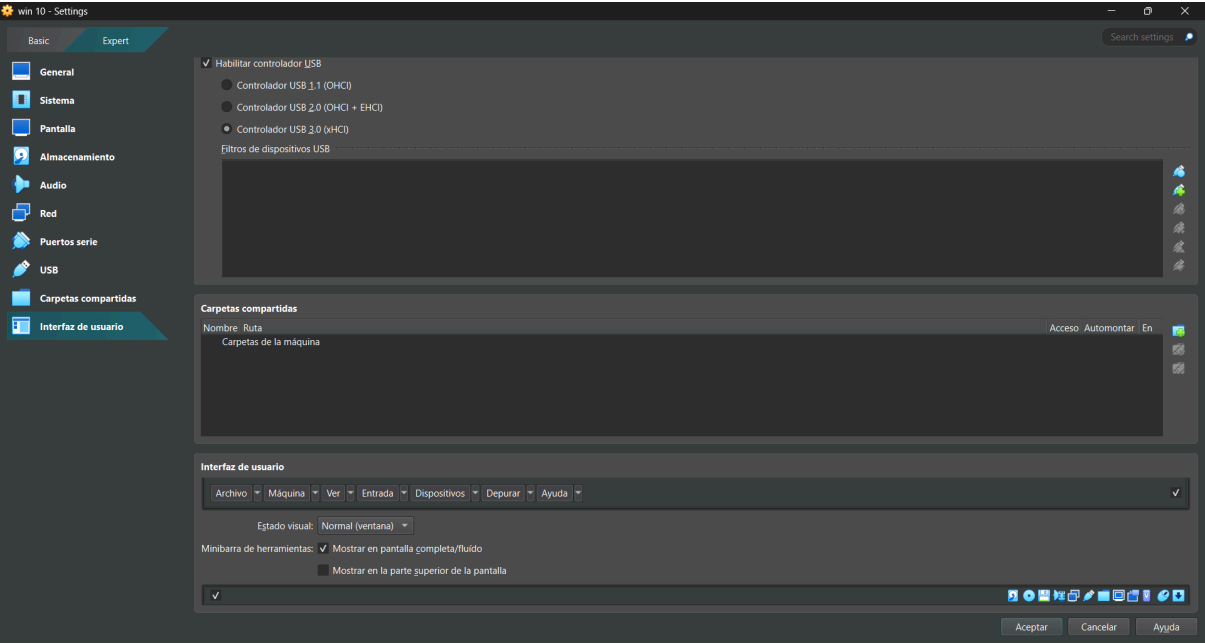 win 10 - Settings
Basic
Expert
Search settings
General
Sistema
Pantalla
Almacenamiento
Audio
Red
Puertos serie
USB
Carpetas compartidas
Interfaz de usuario
Habilitar controlador USB
Controlador USB 1.1 (OHCI)
Controlador USB 2.0 (OHCI + EHCI)
Controlador USB 3.0 (xHCI)
Filtros de dispositivos USB
Carpetas compartidas
Nombre Ruta Acceso Automontar En
Carpetas de la máquina
Interfaz de usuario
Archivo Máquina Ver Entrada Dispositivos Depurar Ayuda
Estado visual: Normal (ventana)
Minibarra de herramientas: Mostrar en pantalla completa/fluído
Mostrar en la parte superior de la pantalla
Aceptar Cancelar Ayuda